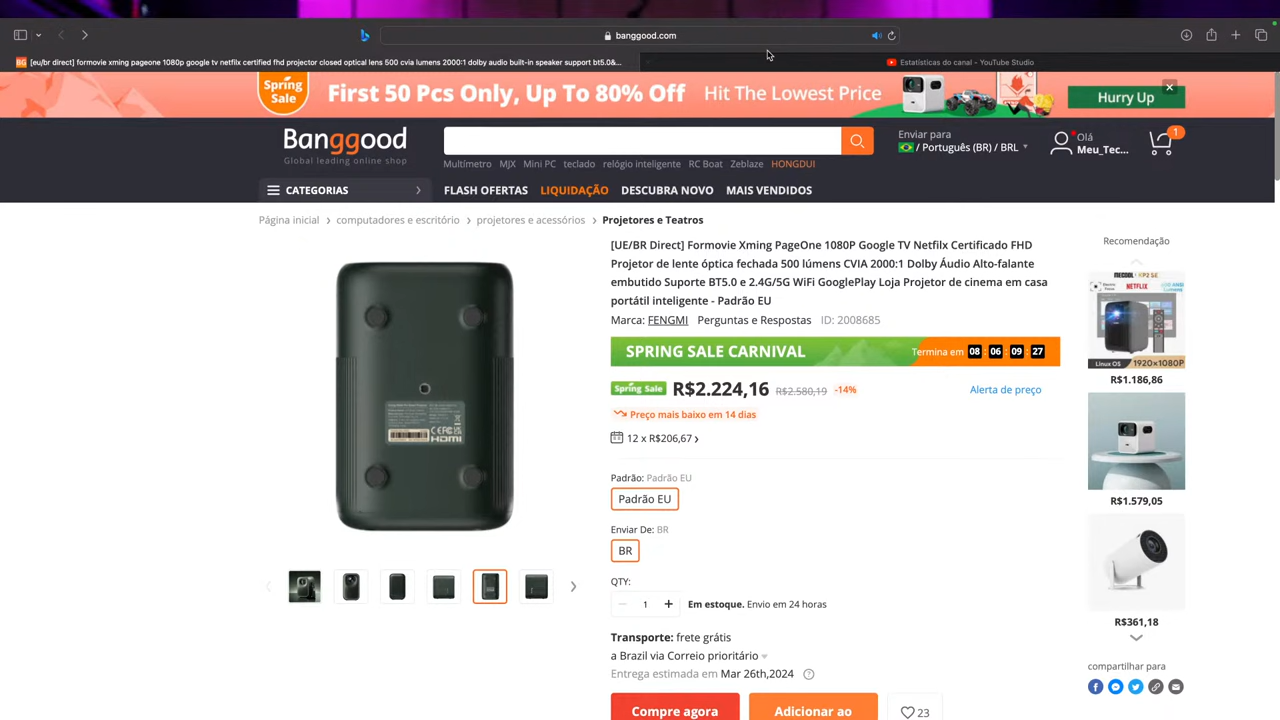 banggood.com
BG [eu/br direct] formovie xming pageone 1080p google tv netflix certified fhd projector closed optical lens 500 cvia lumens 2000:1 dolby audio built-in speaker support bt5.0&...
Estatísticas do canal - YouTube Studio
Spring Sale
First 50 Pcs Only, Up To 80% Off
Hit The Lowest Price
Hurry Up
Banggood
Global leading online shop
Enviar para
/ Português (BR) / BRL
Olá
Meu_Tec...
1
Multímetro MJX Mini PC teclado relógio inteligente RC Boat Zeblaze HONGDUI
CATEGORIAS
FLASH OFERTAS LIQUIDAÇÃO DESCUBRA NOVO MAIS VENDIDOS
Página inicial > computadores e escritório > projetores e acessórios > Projetores e Teatros
[UE/BR Direct] Formovie Xming PageOne 1080P Google TV Netfilx Certificado FHD
Projetor de lente óptica fechada 500 lúmens CVIA 2000:1 Dolby Áudio Alto-falante
embutido Suporte BT5.0 e 2.4G/5G WiFi GooglePlay Loja Projetor de cinema em casa
portátil inteligente - Padrão EU
Marca: FENGMI Perguntas e Respostas ID: 2008685
SPRING SALE CARNIVAL
Termina em 08 06 : 09 27
Spring Sale R$2.224,16 R$2.580,19 -14%
Alerta de preço
Preço mais baixo em 14 dias
12 x R$206,67 >
Padrão: Padrão EU
Padrão EU
Enviar De: BR
BR
QTY:
1
Em estoque. Envio em 24 horas
Transporte: frete grátis
a Brazil via Correio prioritário
Entrega estimada em Mar 26th,2024
Compre agora
Adicionar ao
23
HDMI
Recomendação
KP2 SE
NETFLIX
Linux OS 1920×1080P
R$1.186,86
R$1.579,05
R$361,18
compartilhar para